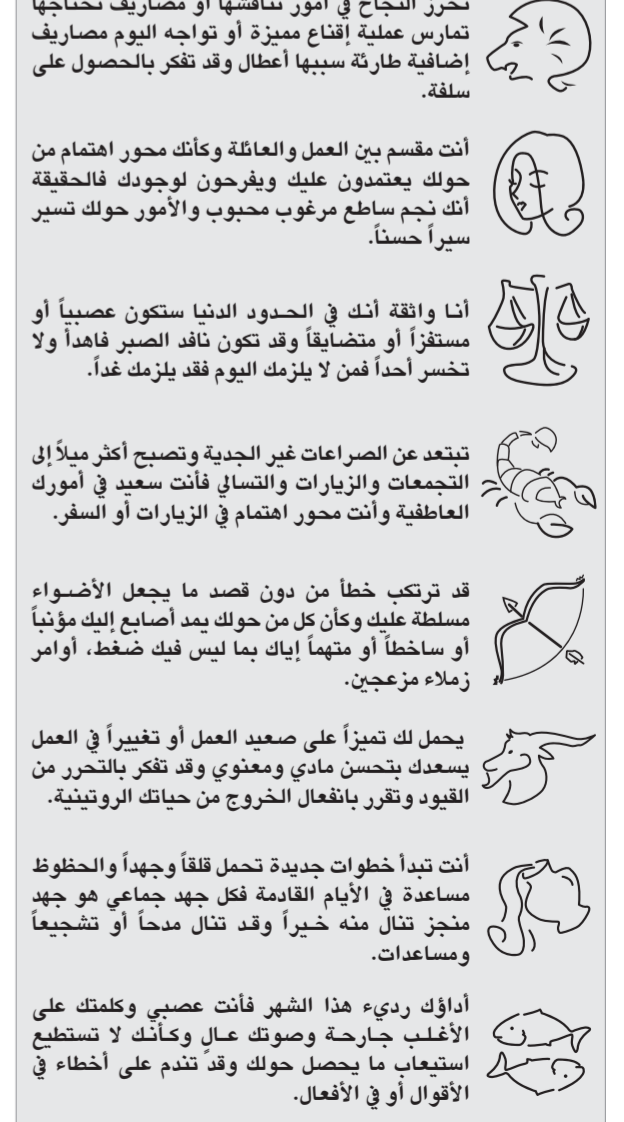 تحرز النجاح في أمور تناقشها أو مصاريف تحتاجها
تمارس عملية إقناع مميزة أو تواجه اليوم مصاريف
إضافية طارئة سببها أعطال وقد تفكر بالحصول على
سلفة.
أنت مقسم بين العمل والعائلة وكأنك محور اهتمام من
حولك يعتمدون عليك ويفرحون لوجودك فالحقيقة
أنك نجم ساطع مرغوب محبوب والأمور حولك تسير
سيراً حسناً.
أنا واثقة أنك في الحدود الدنيا ستكون عصبياً أو
مستفزاً أو متضايقاً وقد تكون نافد الصبر فاهدأ ولا
تخسر أحداً فمن لا يلزمك اليوم فقد يلزمك غداً.
تبتعد عن الصراعات غير الجدية وتصبح أكثر ميلاً إلى
التجمعات والزيارات والتسالي فأنت سعيد في أمورك
العاطفية وأنت محور اهتمام في الزيارات أو السفر.
قد ترتكب خطأ من دون قصد ما يجعل الأضواء
مسلطة عليك وكأن كل من حولك يمد أصابع إليك مؤنباً
أو ساخطاً أو متهماً إياك بما ليس فيك ضغط، أوامر
زملاء مزعجين.
يحمل لك تميزاً على صعيد العمل أو تغييراً في العمل
يسعدك بتحسن مادي ومعنوي وقد تفكر بالتحرر من
القيود وتقرر بانفعال الخروج من حياتك الروتينية.
أنت تبدأ خطوات جديدة تحمل قلقاً وجهداً والحظوظ
مساعدة في الأيام القادمة فكل جهد جماعي هو جهد
منجز تنال منه خيراً وقد تنال مدحاً أو تشجيعاً
ومساعدات.
أداؤك رديء هذا الشهر فأنت عصبي وكلمتك على
الأغلب جارحة وصوتك عالٍ وكأنك لا تستطيع
استيعاب ما يحصل حولك وقد تندم على أخطاء في
الأقوال أو في الأفعال.